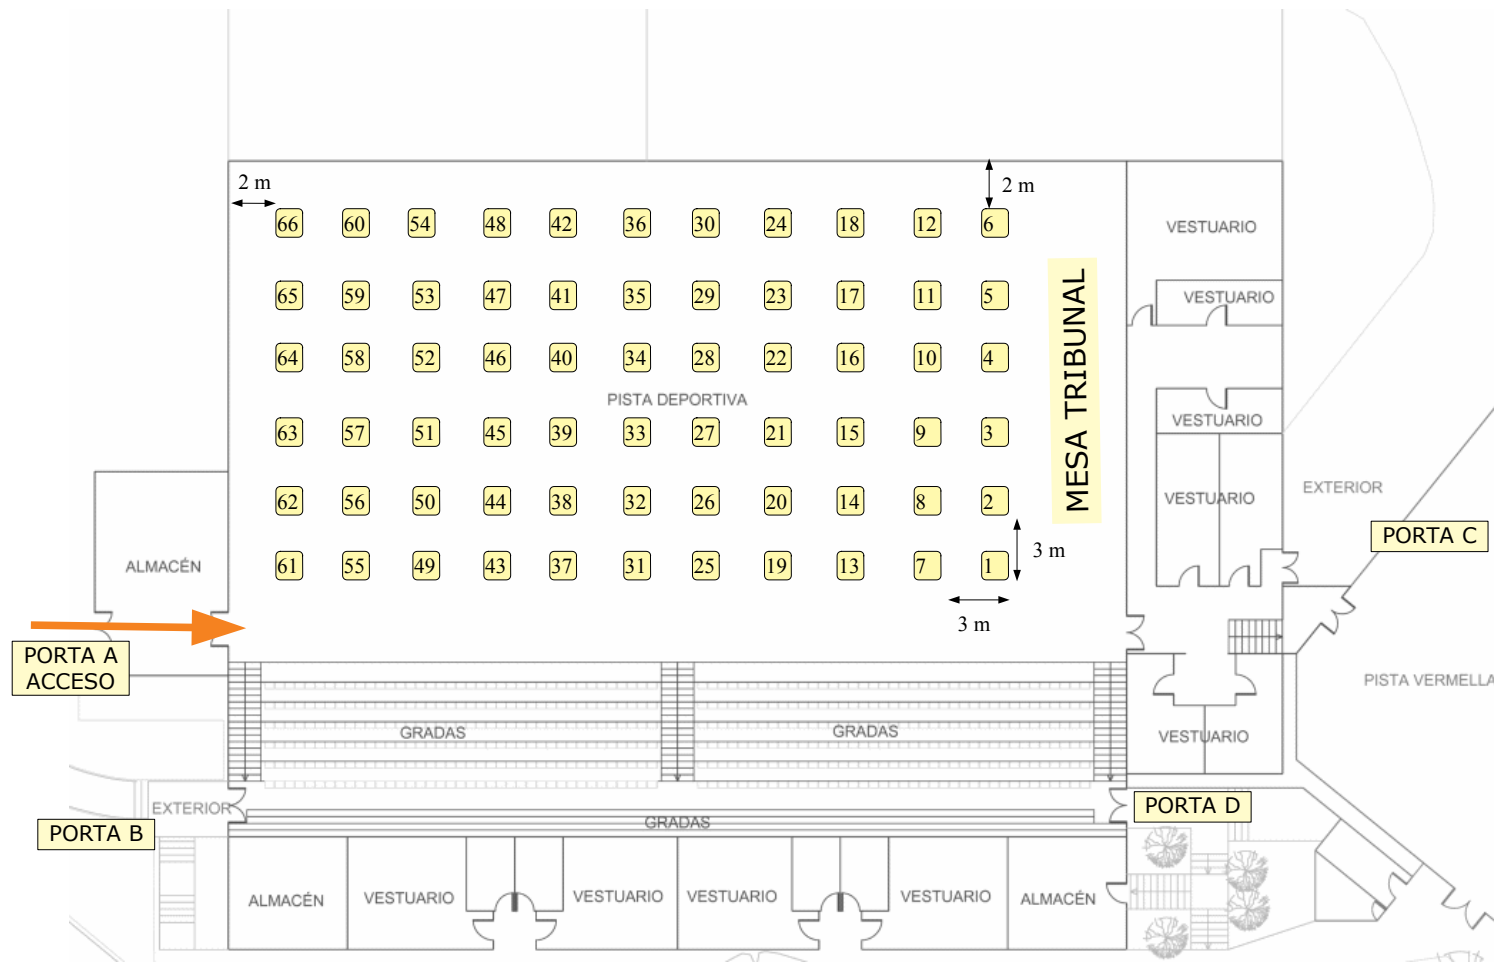 2 m
2 m
66 60 54 48 42 36 30 24 18 12 6
VESTUARIO
65 59 53 47 41 35 29 23 17 11 5
VESTUARIO
MESA TRIBUNAL
64 58 52 46 40 34 28 22 16 10 4
PISTA DEPORTIVA
VESTUARIO
63 57 51 45 39 33 27 21 15 9 3
EXTERIOR
VESTUARIO
62 56 50 44 38 32 26 20 14 8 2
PORTA C
3 m
ALMACÉN
61 55 49 43 37 31 25 19 13 7 1
3 m
PORTA A
ACCESO
PISTA VERMELLA
GRADAS
GRADAS
VESTUARIO
EXTERIOR
PORTA D
GRADAS
PORTA B
ALMACÉN
VESTUARIO
VESTUARIO
VESTUARIO
VESTUARIO
ALMACÉN